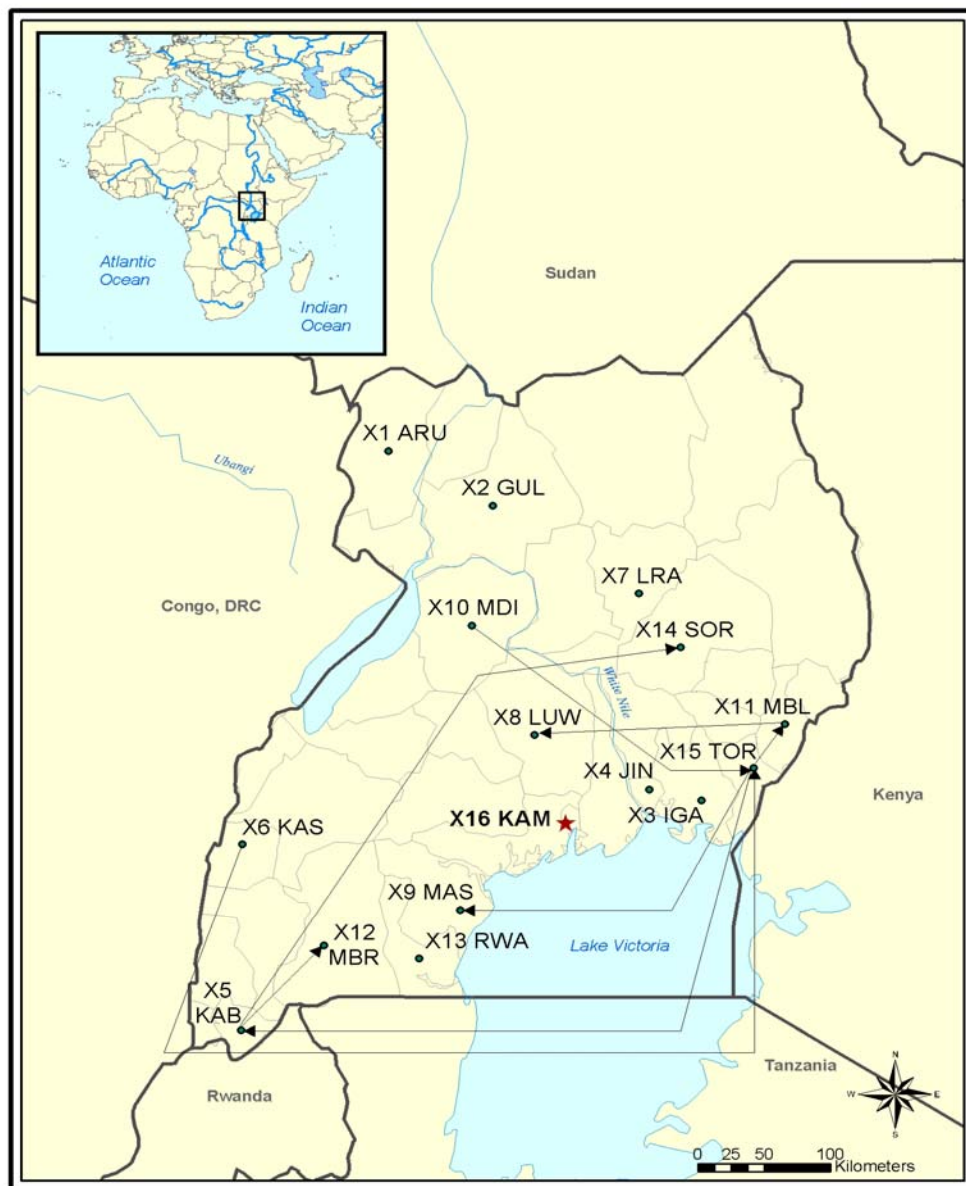 Atlantic
Ocean
Indian
Ocean
Sudan
X1 ARU
Ubangi
X2 GUL
X7 LRA
Congo, DRC
X10 MDI
X14 SOR
White Nile
X8 LUW
X11 MBL
X15 TOR
X4 JIN
Kenya
X16 KAM
X3 IGA
X6 KAS
X9 MAS
X12
MBR
X13 RWA
Lake Victoria
X5
KAB
Tanzania
Rwanda
N
W
E
S
0 25 50 100
Kilometers